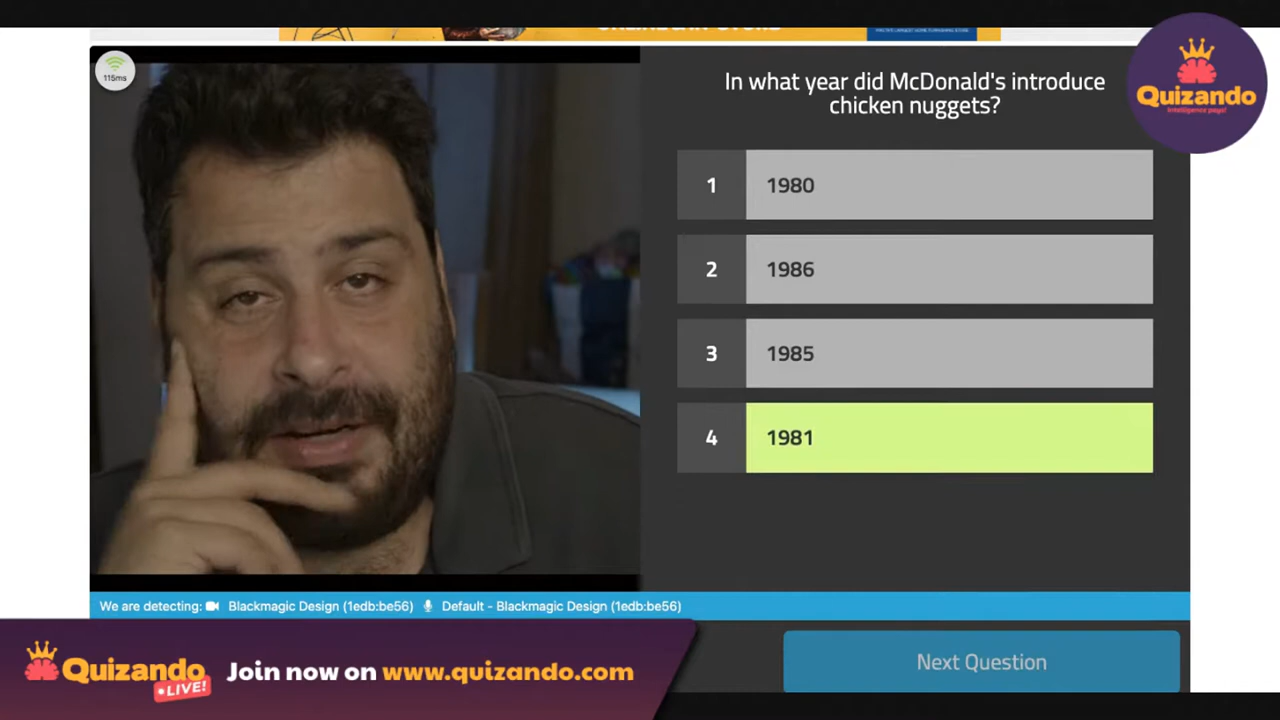 115ms
In what year did McDonald's introduce
chicken nuggets?
Quizando
Intelligence pays!
1 1980
2 1986
3 1985
4 1981
We are detecting: Blackmagic Design (1edb:be56) Default - Blackmagic Design (1edb:be56)
Quizando
LIVE!
Join now on www.quizando.com
Next Question